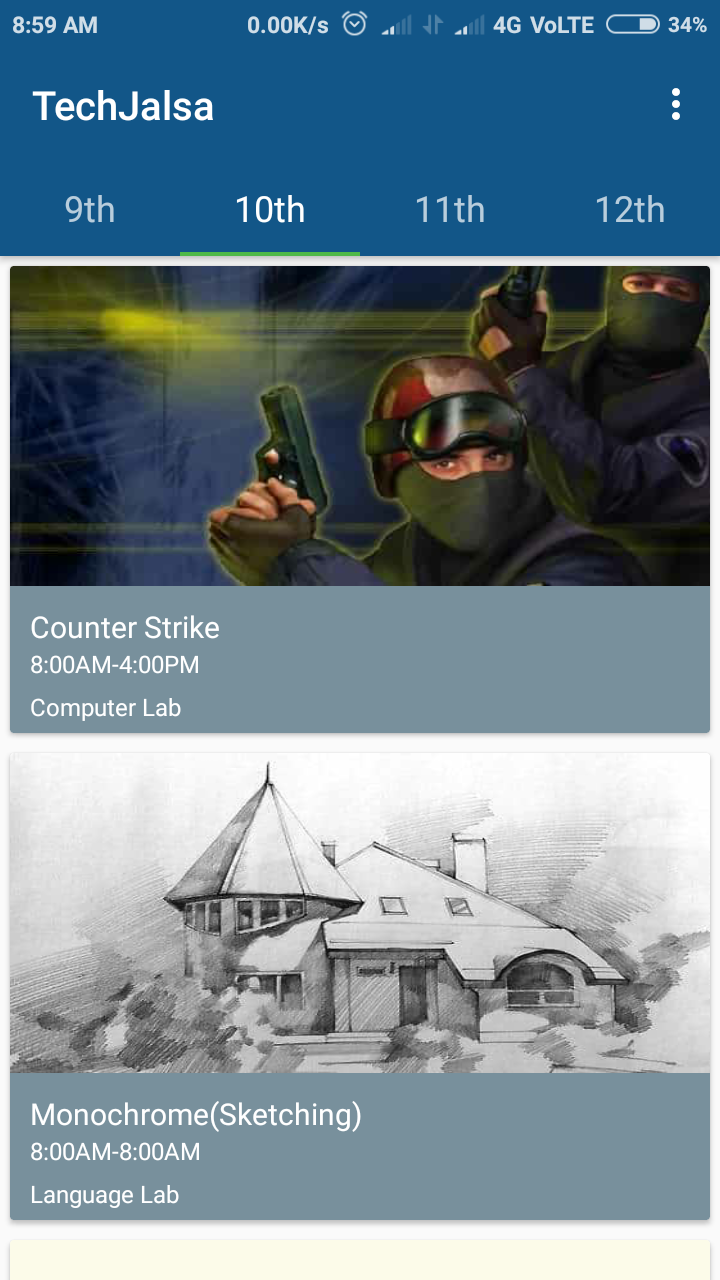 8:59 AM 0.00K/s 4G VoLTE 34%
TechJalsa
9th 10th 11th 12th
Counter Strike
8:00AM-4:00PM
Computer Lab
Monochrome(Sketching)
8:00AM-8:00AM
Language Lab